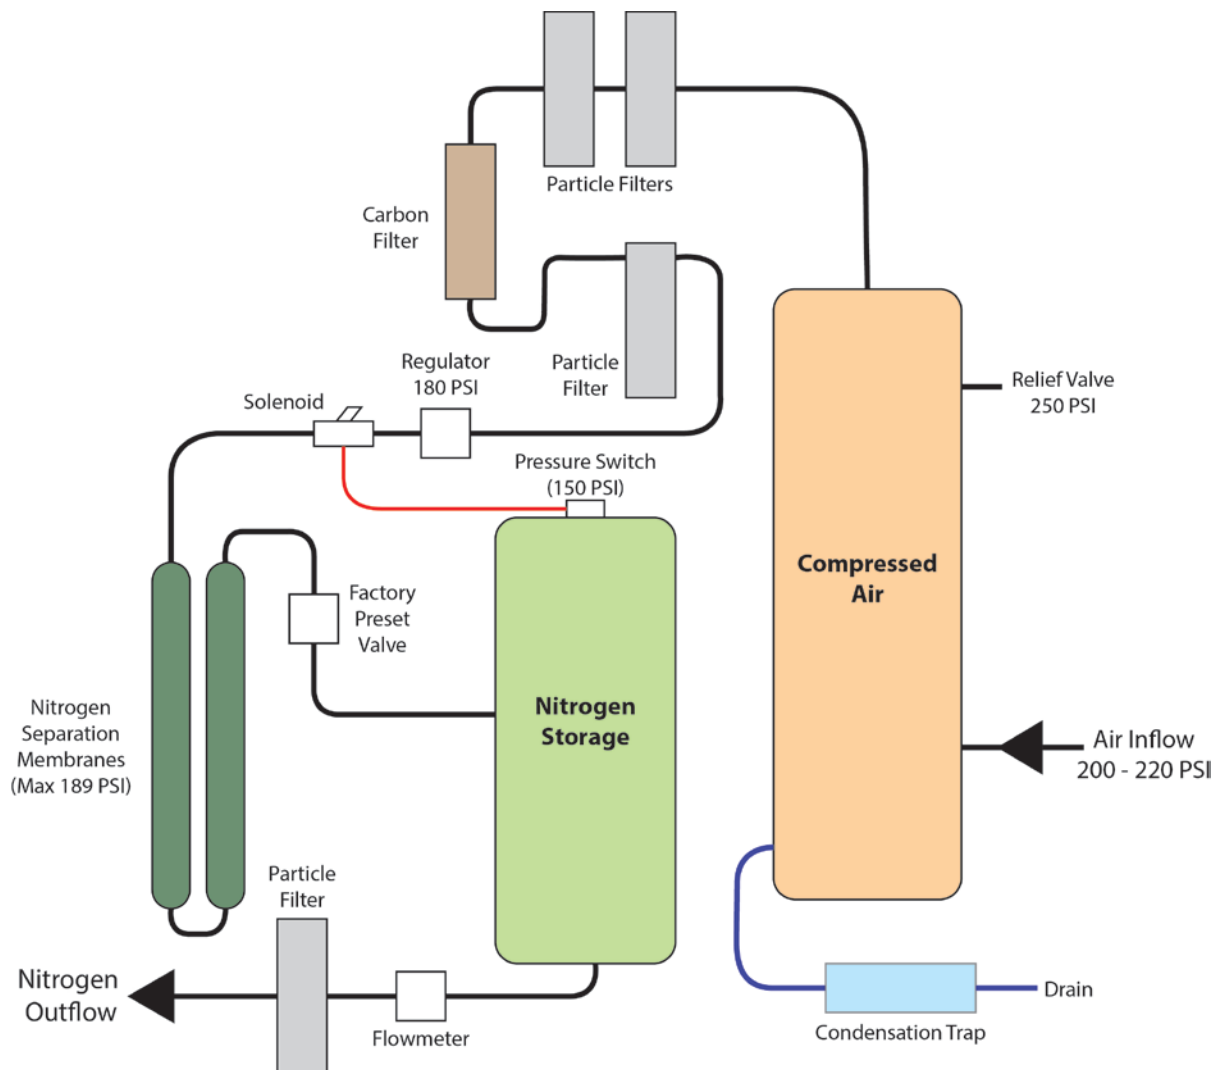 Particle Filters
Carbon
Filter
Regulator
180 PSI
Particle
Filter
Relief Valve
250 PSI
Solenoid
Pressure Switch
(150 PSI)
Compressed
Air
Factory
Preset
Valve
Nitrogen
Separation
Membranes
(Max 189 PSI)
Nitrogen
Storage
Air Inflow
200 - 220 PSI
Particle
Filter
Nitrogen
Outflow
Flowmeter
Drain
Condensation Trap